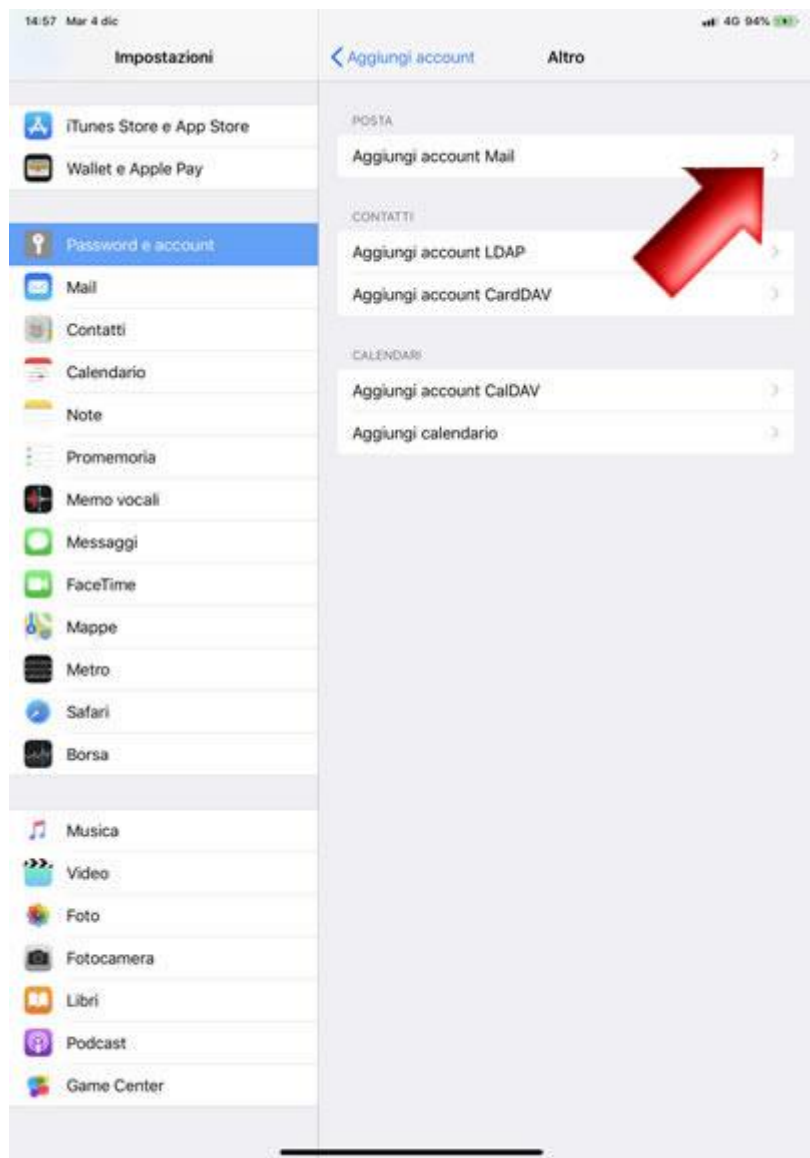 14:57 Mar 4 dic
4G 94%
Impostazioni
Aggiungi account
Altro
iTunes Store e App Store
Wallet e Apple Pay
Password e account
Mail
Contatti
Calendario
Note
Promemoria
Memo vocali
Messaggi
FaceTime
Mappe
Metro
Safari
Borsa
Musica
Video
Foto
Fotocamera
Libri
Podcast
Game Center
POSTA
Aggiungi account Mail
CONTATTI
Aggiungi account LDAP
Aggiungi account CardDAV
CALENDARI
Aggiungi account CalDAV
Aggiungi calendario